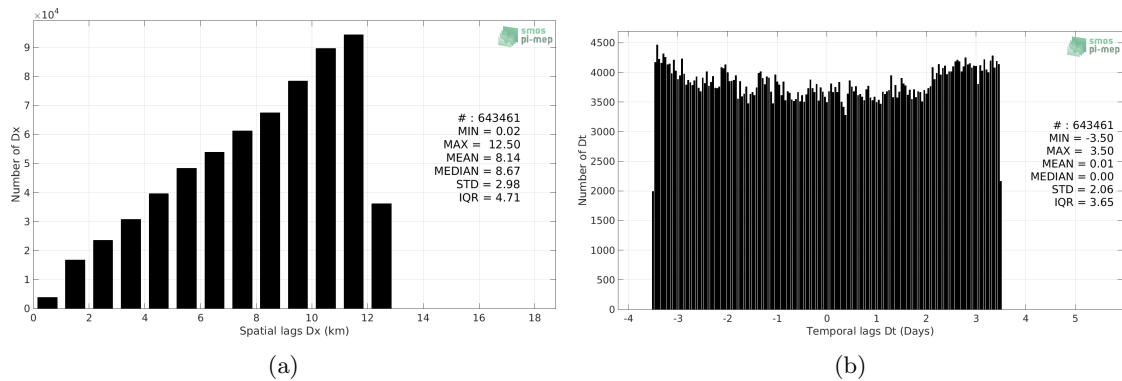 ×10⁴
9
8
7
6
5
4
3
2
1
0
Number of Dx
0 2 4 6 8 10 12 14 16 18
Spatial lags Dx (km)
smos
pi-mep
# : 643461
MIN = 0.02
MAX = 12.50
MEAN = 8.14
MEDIAN = 8.67
STD = 2.98
IQR = 4.71
(a)
4500
4000
3500
3000
2500
2000
1500
1000
500
0
Number of Dt
-4 -3 -2 -1 0 1 2 3 4 5
Temporal lags Dt (Days)
smos
pi-mep
# : 643461
MIN = -3.50
MAX = 3.50
MEAN = 0.01
MEDIAN = 0.00
STD = 2.06
IQR = 3.65
(b)